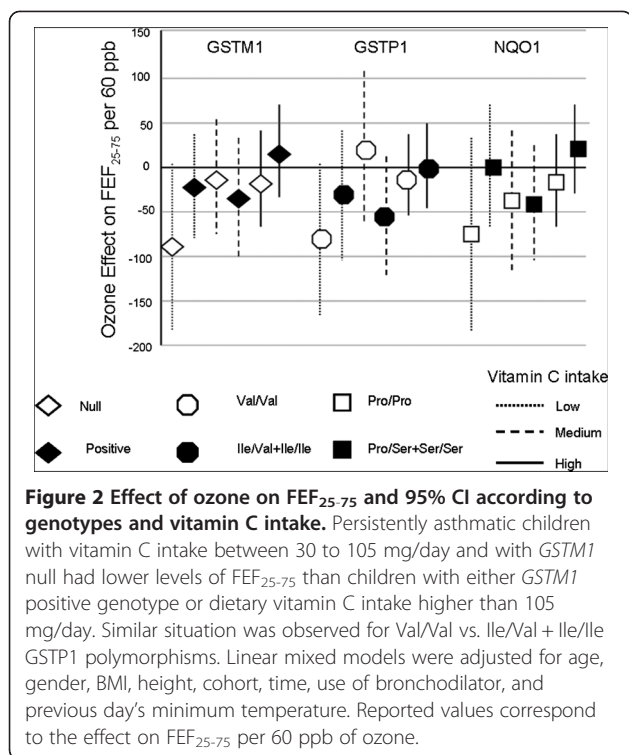 GSTM1 GSTP1 NQO1
150
100
50
0
-50
-100
-150
-200
Ozone Effect on FEF25-75 per 60 ppb
Vitamin C intake
Null Val/Val Pro/Pro Low
Medium
Positive Ile/Val+Ile/Ile Pro/Ser+Ser/Ser
High
Figure 2 Effect of ozone on FEF25-75 and 95% CI according to
genotypes and vitamin C intake. Persistently asthmatic children
with vitamin C intake between 30 to 105 mg/day and with GSTM1
null had lower levels of FEF25-75 than children with either GSTM1
positive genotype or dietary vitamin C intake higher than 105
mg/day. Similar situation was observed for Val/Val vs. Ile/Val + Ile/Ile
GSTP1 polymorphisms. Linear mixed models were adjusted for age,
gender, BMI, height, cohort, time, use of bronchodilator, and
previous day's minimum temperature. Reported values correspond
to the effect on FEF25-75 per 60 ppb of ozone.